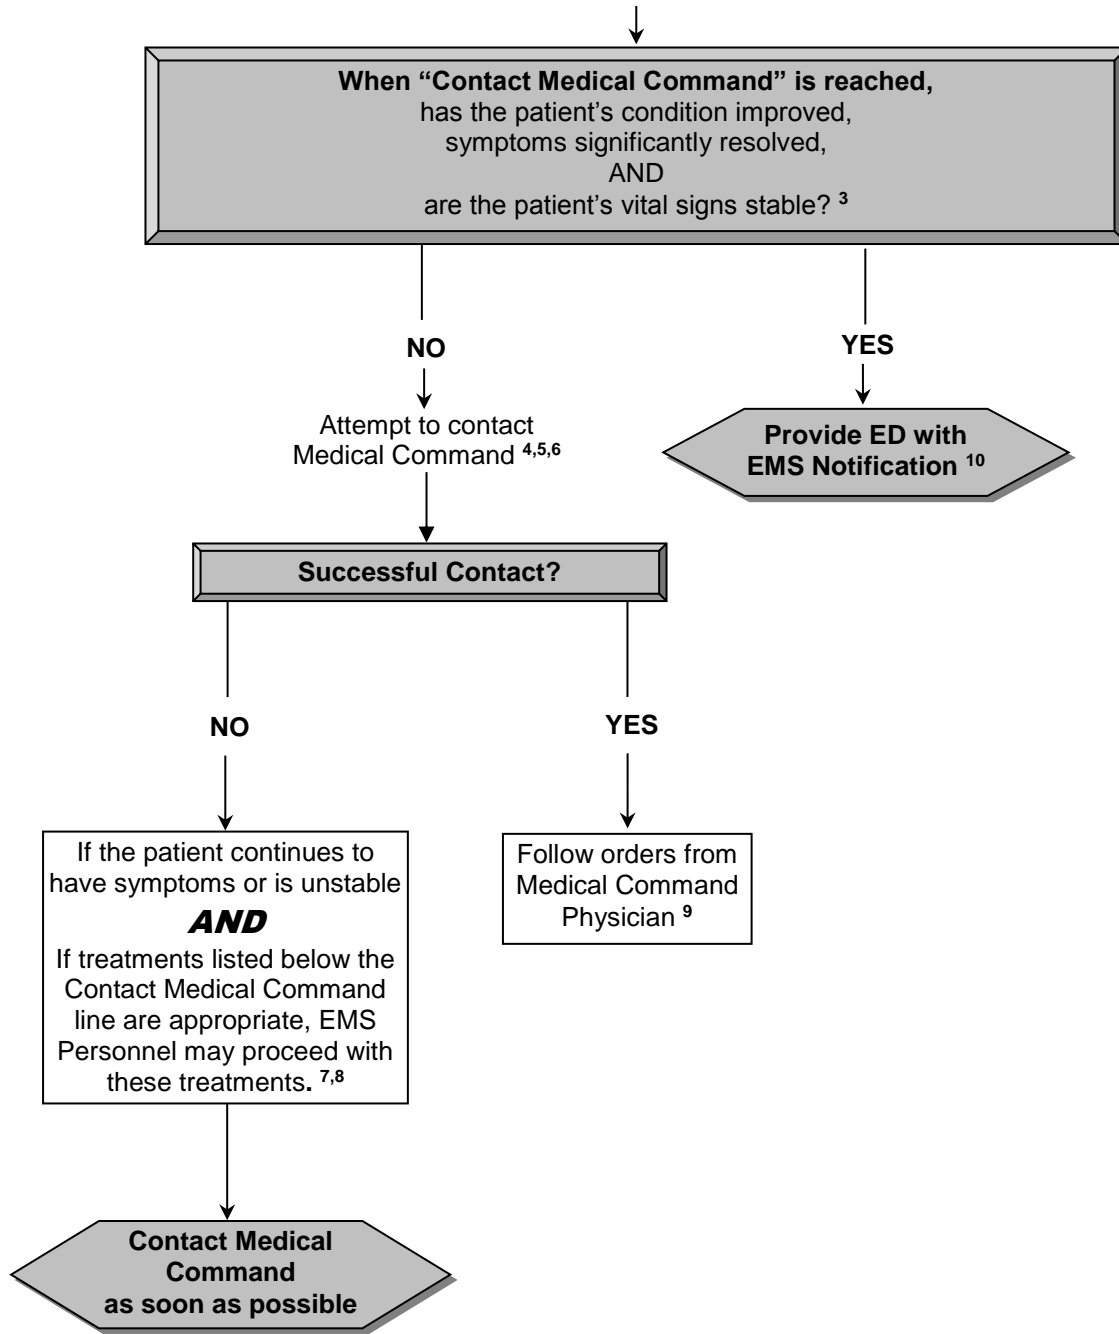 When “Contact Medical Command” is reached,
has the patient’s condition improved,
symptoms significantly resolved,
AND
are the patient’s vital signs stable? 3
NO
YES
Attempt to contact
Medical Command 4,5,6
Provide ED with
EMS Notification 10
Successful Contact?
NO
YES
If the patient continues to
have symptoms or is unstable
AND
If treatments listed below the
Contact Medical Command
line are appropriate, EMS
Personnel may proceed with
these treatments. 7,8
Follow orders from
Medical Command
Physician 9
Contact Medical
Command
as soon as possible